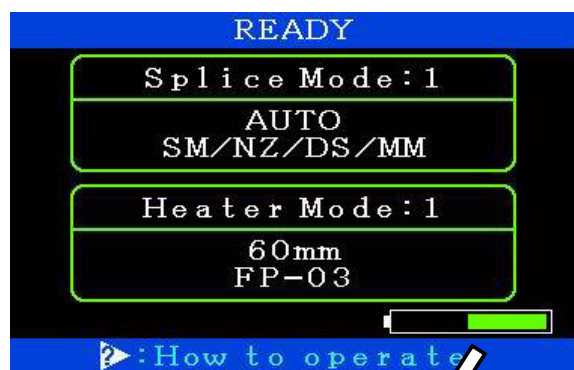 READY
Splice Mode:1
AUTO
SM/NZ/DS/MM
Heater Mode:1
60mm
FP-03
?:How to operate